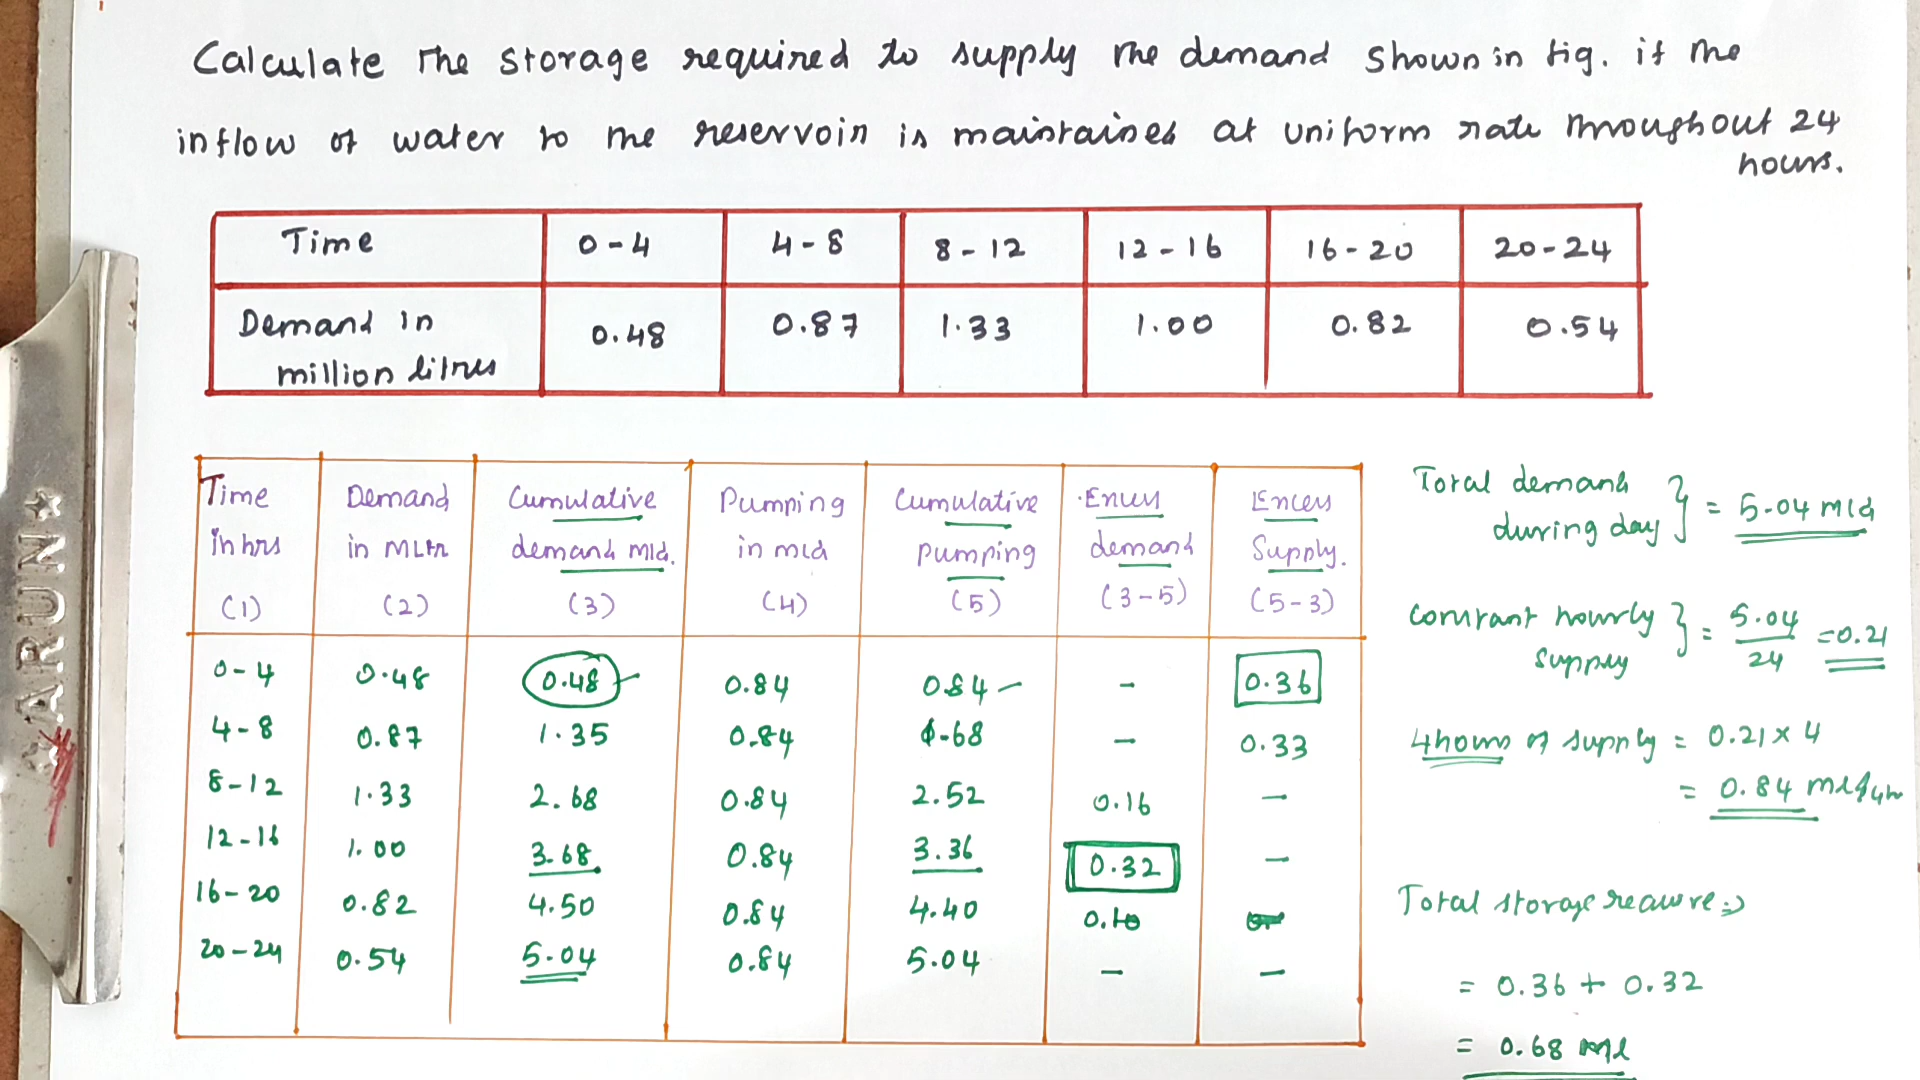 Calculate the storage required to supply the demand shown in fig. if the
inflow of water to the reservoir is maintained at uniform rate throughout 24
hours.
Time 0-4 4-8 8-12 12-16 16-20 20-24
Demand in million litres 0.48 0.87 1.33 1.00 0.82 0.54
Time in hrs (1) Demand in MLtr (2) Cumulative demand mld. (3) Pumping in mld (4) Cumulative pumping (5) Excess demand (3-5) Excess Supply. (5-3)
0-4 0.48 0.48 0.84 0.84 - 0.36
4-8 0.87 1.35 0.84 1.68 - 0.33
8-12 1.33 2.68 0.84 2.52 0.16 -
12-16 1.00 3.68 0.84 3.36 0.32 -
16-20 0.82 4.50 0.84 4.40 0.10
20-24 0.54 5.04 0.84 5.04 - -
Total demand during day } = 5.04 mld
constant hourly supply } = 5.04/24 = 0.21
4 hours of supply = 0.21 x 4
= 0.84 ml/4hr
Total storage require =>
= 0.36 + 0.32
= 0.68 Ml
ARUN